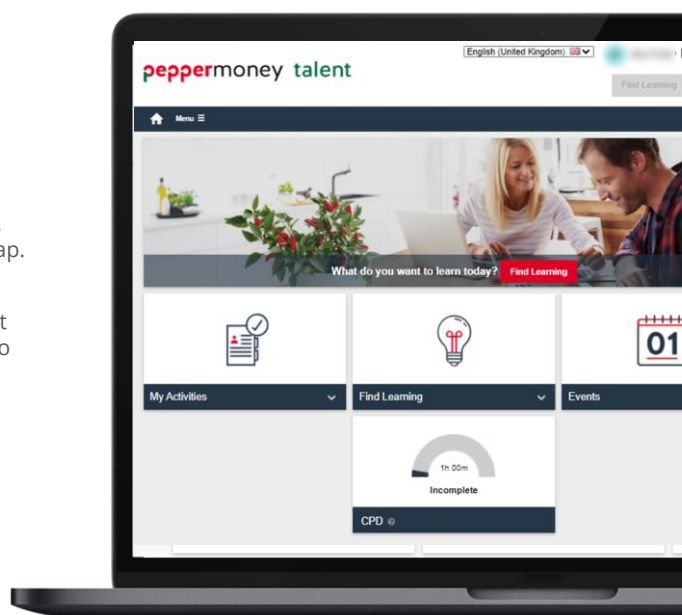 ap.
t
o
English (United Kingdom)
peppermoney talent
Find Learning
Menu
What do you want to learn today? Find Learning
01
My Activities
Find Learning
Events
1h 00m
Incomplete
CPD